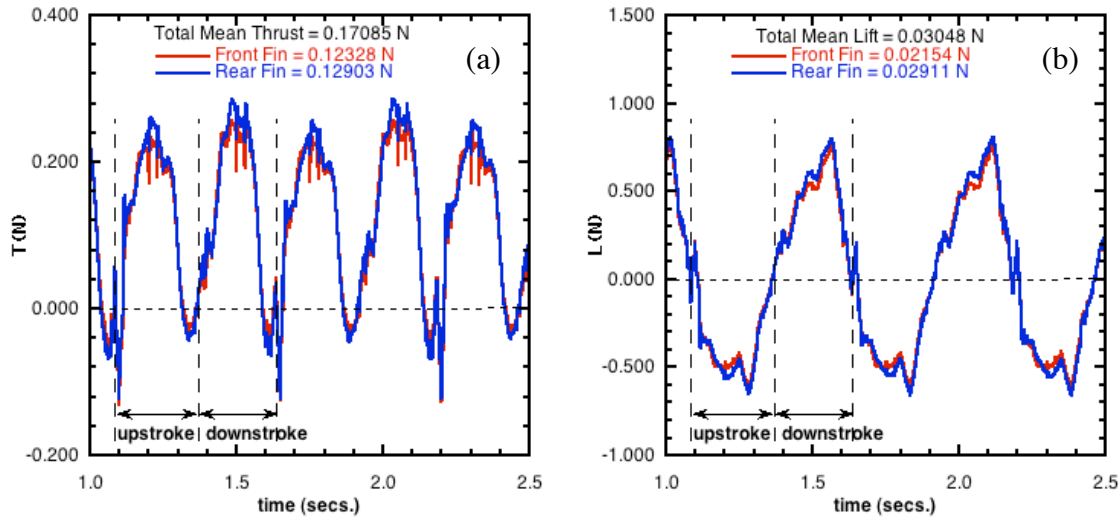 Total Mean Thrust = 0.17085 N
Front Fin = 0.12328 N
Rear Fin = 0.12903 N
(a)
0.400
0.200
0.000
-0.200
T (N)
upstroke
downstroke
1.0
1.5
2.0
2.5
time (secs.)
Total Mean Lift = 0.03048 N
Front Fin = 0.02154 N
Rear Fin = 0.02911 N
(b)
1.500
1.000
0.500
0.000
-0.500
-1.000
L (N)
upstroke
downstroke
1.0
1.5
2.0
2.5
time (secs.)